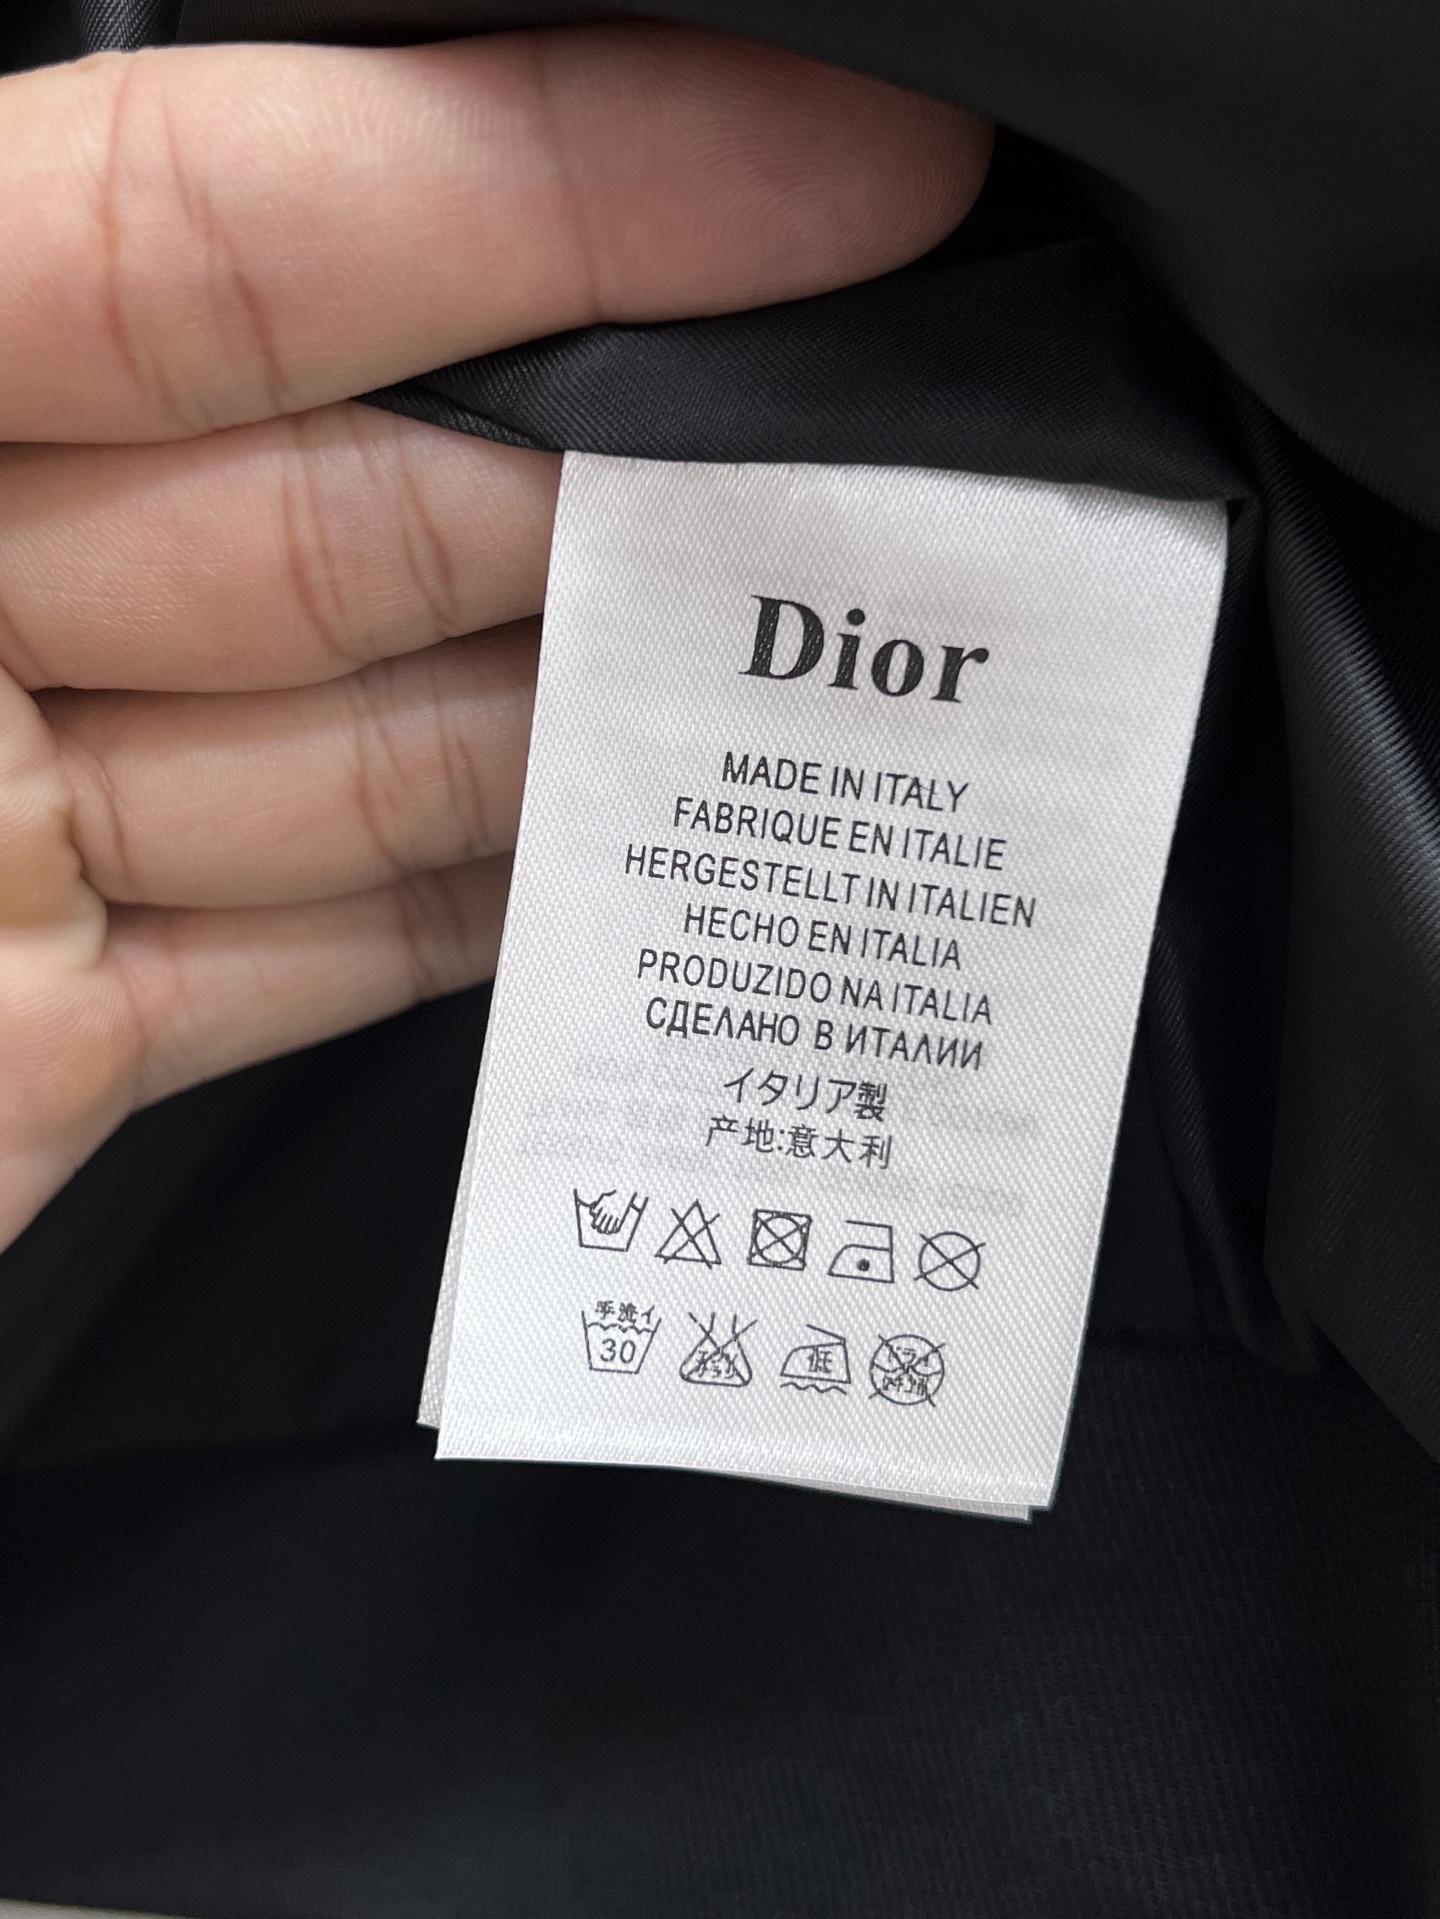 Dior
MADE IN ITALY
FABRIQUE EN ITALIE
HERGESTELLT IN ITALIEN
HECHO EN ITALIA
PRODUZIDO NA ITALIA
СДЕЛАНО В ИТАЛИИ
イタリア製
产地:意大利
30
低